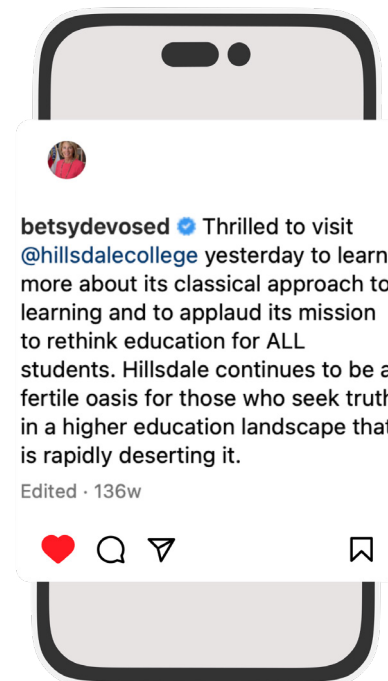 betsydevosed Thrilled to visit
@hillsdalecollege yesterday to learn
more about its classical approach to
learning and to applaud its mission
to rethink education for ALL
students. Hillsdale continues to be a
fertile oasis for those who seek truth
in a higher education landscape that
is rapidly deserting it.
Edited · 136w